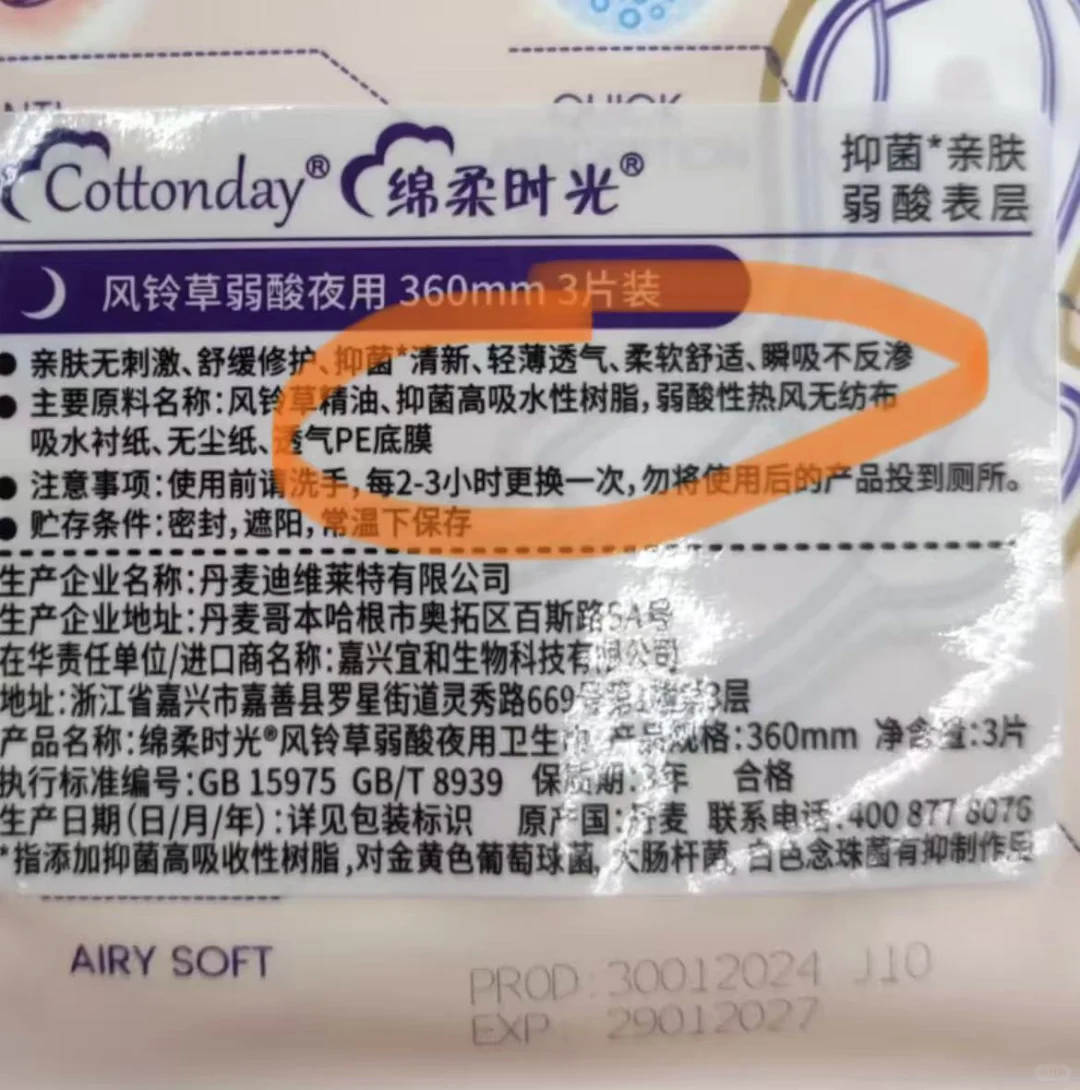 QUICK
Cottonday® 绵柔时光®
抑菌*亲肤
弱酸表层
风铃草弱酸夜用 360mm 3片装
● 亲肤无刺激、舒缓修护、抑菌*清新、轻薄透气、柔软舒适、瞬吸不反渗
● 主要原料名称:风铃草精油、抑菌高吸水性树脂,弱酸性热风无纺布
吸水衬纸、无尘纸、透气PE底膜
● 注意事项:使用前请洗手,每2-3小时更换一次,勿将使用后的产品投到厕所。
● 贮存条件:密封,遮阳,常温下保存
生产企业名称:丹麦迪维莱特有限公司
生产企业地址:丹麦哥本哈根市奥拓区百斯路5A号
在华责任单位/进口商名称:嘉兴宜和生物科技有限公司
地址:浙江省嘉兴市嘉善县罗星街道灵秀路669号第1幢第3层
产品名称:绵柔时光®风铃草弱酸夜用卫生巾 产品规格:360mm 净含量:3片
执行标准编号:GB 15975 GB/T 8939 保质期:3年 合格
生产日期(日/月/年):详见包装标识 原产国:丹麦 联系电话:400 877 8076
*指添加抑菌高吸收性树脂,对金黄色葡萄球菌,大肠杆菌,白色念珠菌有抑制作用
AIRY SOFT
PROD:30012024 J10
EXP: 29012027